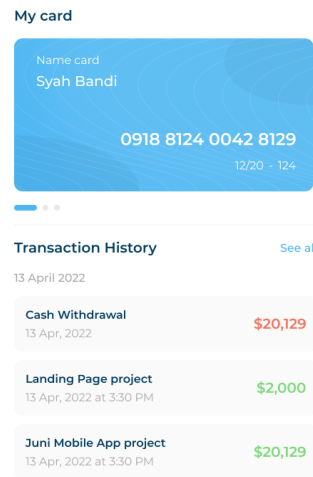 My card
Name card
Syah Bandi
0918 8124 0042 8129
12/20 - 124
Transaction History
See al
13 April 2022
Cash Withdrawal
$20,129
13 Apr, 2022
Landing Page project
$2,000
13 Apr, 2022 at 3:30 PM
Juni Mobile App project
$20,129
13 Apr, 2022 at 3:30 PM